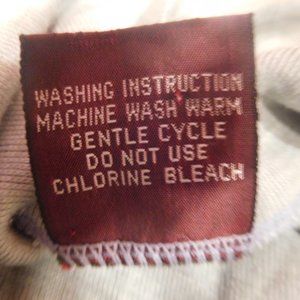 WASHING INSTRUCTION
MACHINE WASH WARM
GENTLE CYCLE
DO NOT USE
CHLORINE BLEACH